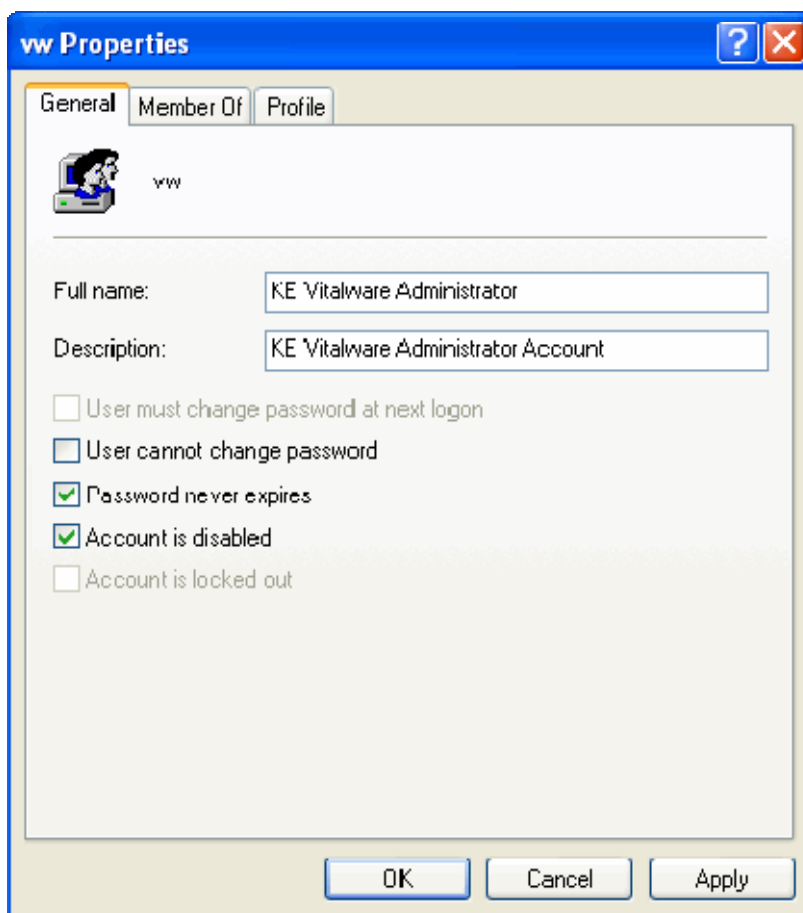 vw Properties
General Member Of Profile
vw
Full name: KE Vitalware Administrator
Description: KE Vitalware Administrator Account
User must change password at next logon
User cannot change password
Password never expires
Account is disabled
Account is locked out
OK Cancel Apply